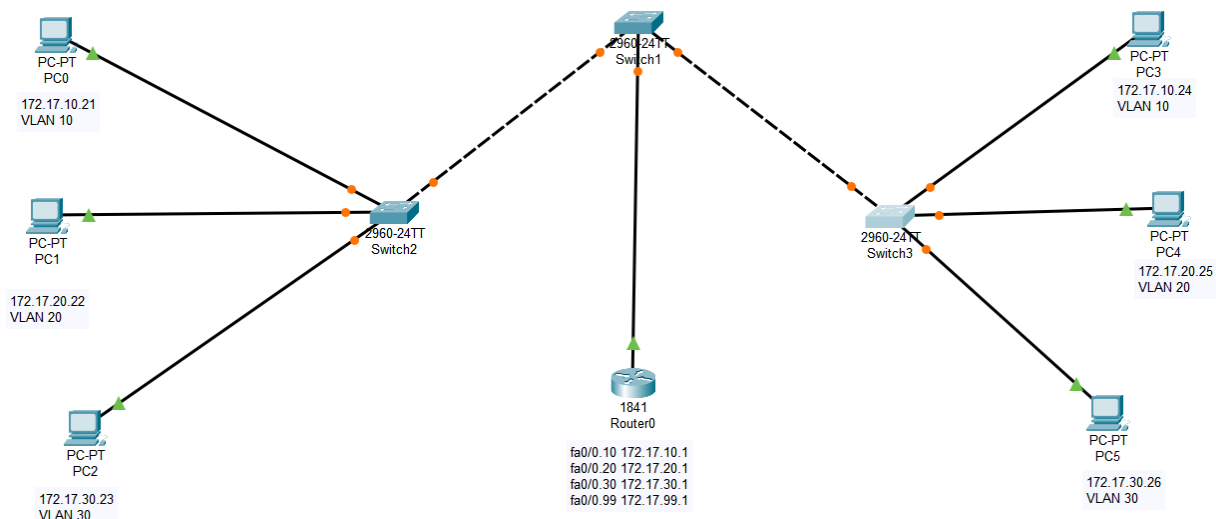 PC-PT
PC0
172.17.10.21
VLAN 10
PC-PT
PC1
172.17.20.22
VLAN 20
PC-PT
PC2
172.17.30.23
VLAN 30
2960-24TT
Switch2
2960-24TT
Switch1
1841
Router0
fa0/0.10 172.17.10.1
fa0/0.20 172.17.20.1
fa0/0.30 172.17.30.1
fa0/0.99 172.17.99.1
2960-24TT
Switch3
PC-PT
PC3
172.17.10.24
VLAN 10
PC-PT
PC4
172.17.20.25
VLAN 20
PC-PT
PC5
172.17.30.26
VLAN 30